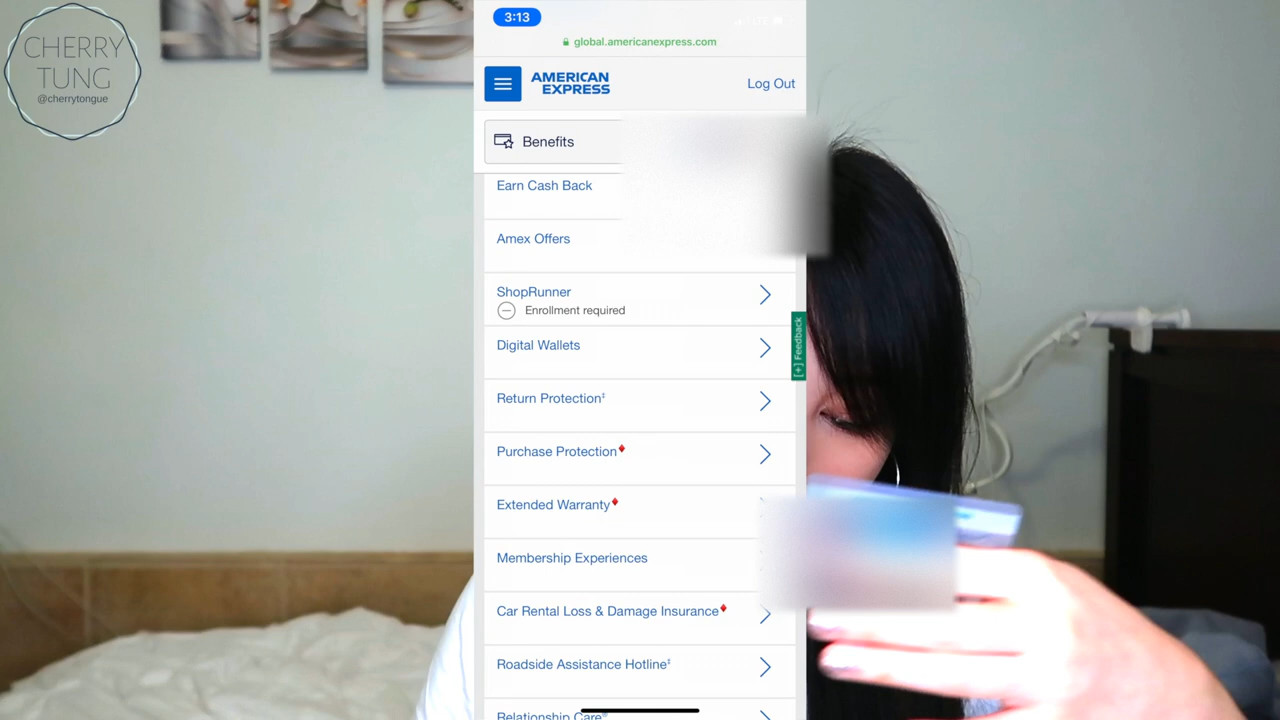 CHERRY
TUNG
@cherrytongue
3:13
global.americanexpress.com
AMERICAN
EXPRESS
Log Out
Benefits
Earn Cash Back
Amex Offers
ShopRunner
Enrollment required
Digital Wallets
[+] Feedback
Return Protection‡
Purchase Protection♦
Extended Warranty♦
Membership Experiences
Car Rental Loss & Damage Insurance♦
Roadside Assistance Hotline‡
Relationship Care®